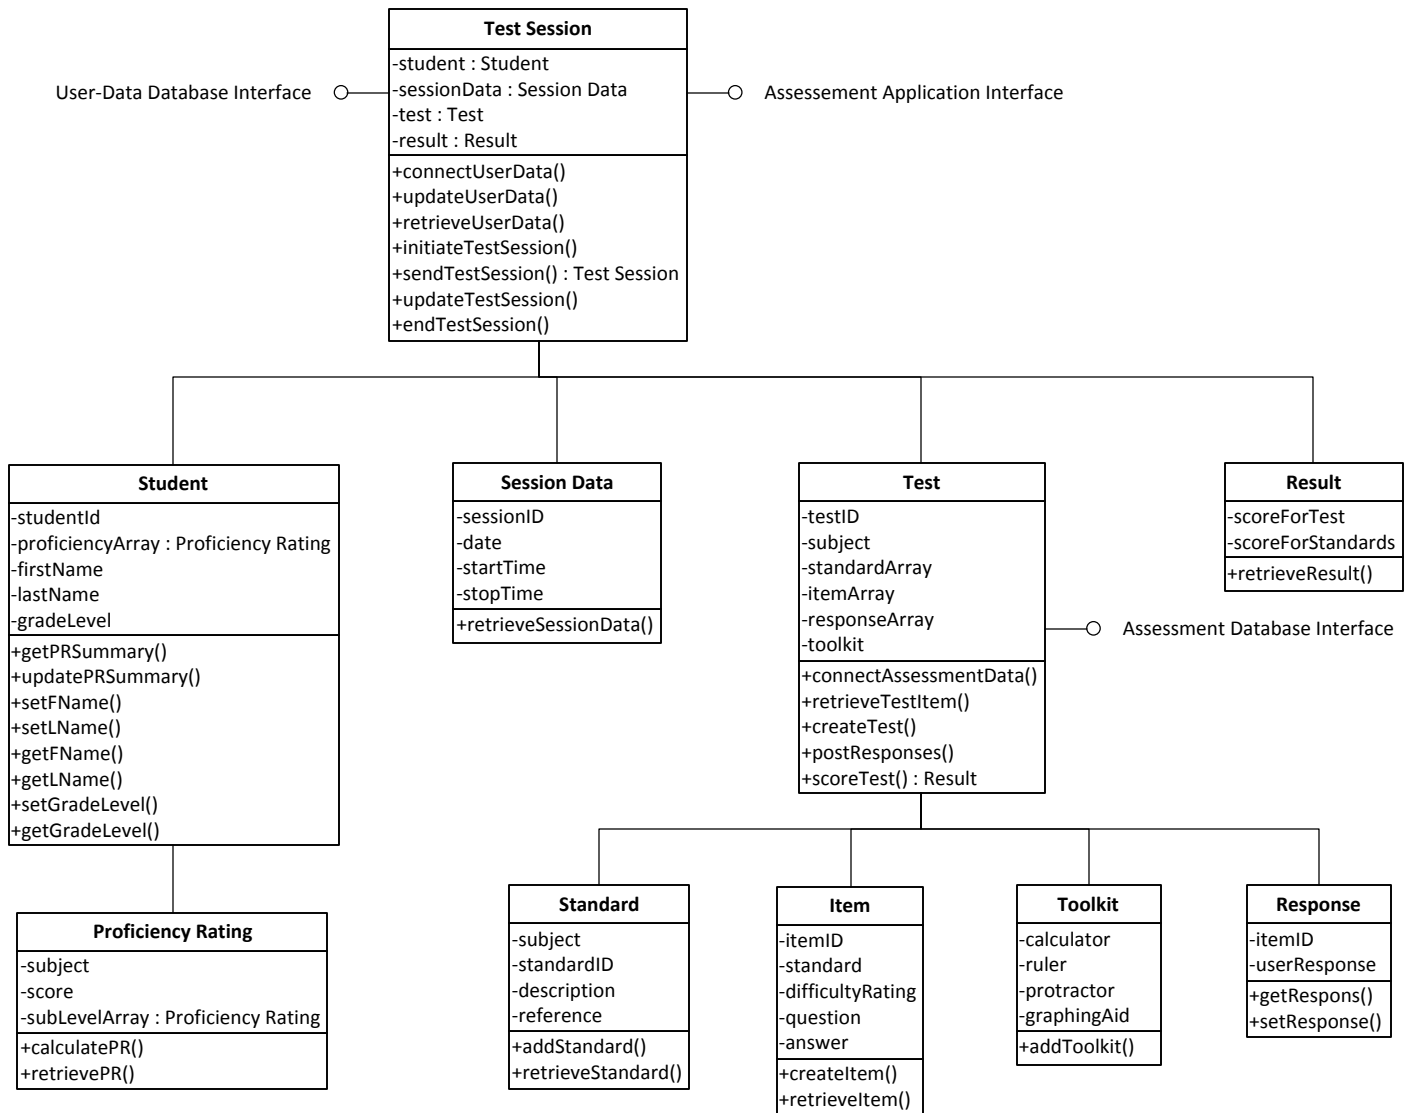 Test Session
-student : Student
-sessionData : Session Data
-test : Test
-result : Result
+connectUserData()
+updateUserData()
+retrieveUserData()
+initiateTestSession()
+sendTestSession() : Test Session
+updateTestSession()
+endTestSession()
User-Data Database Interface
Assessement Application Interface
Student
-studentId
-proficiencyArray : Proficiency Rating
-firstName
-lastName
-gradeLevel
+getPRSummary()
+updatePRSummary()
+setFName()
+setLName()
+getFName()
+getLName()
+setGradeLevel()
+getGradeLevel()
Session Data
-sessionID
-date
-startTime
-stopTime
+retrieveSessionData()
Test
-testID
-subject
-standardArray
-itemArray
-responseArray
-toolkit
+connectAssessmentData()
+retrieveTestItem()
+createTest()
+postResponses()
+scoreTest() : Result
Assessment Database Interface
Result
-scoreForTest
-scoreForStandards
+retrieveResult()
Proficiency Rating
-subject
-score
-subLevelArray : Proficiency Rating
+calculatePR()
+retrievePR()
Standard
-subject
-standardID
-description
-reference
+addStandard()
+retrieveStandard()
Item
-itemID
-standard
-difficultyRating
-question
-answer
+createItem()
+retrieveItem()
Toolkit
-calculator
-ruler
-protractor
-graphingAid
+addToolkit()
Response
-itemID
-userResponse
+getRespons()
+setResponse()